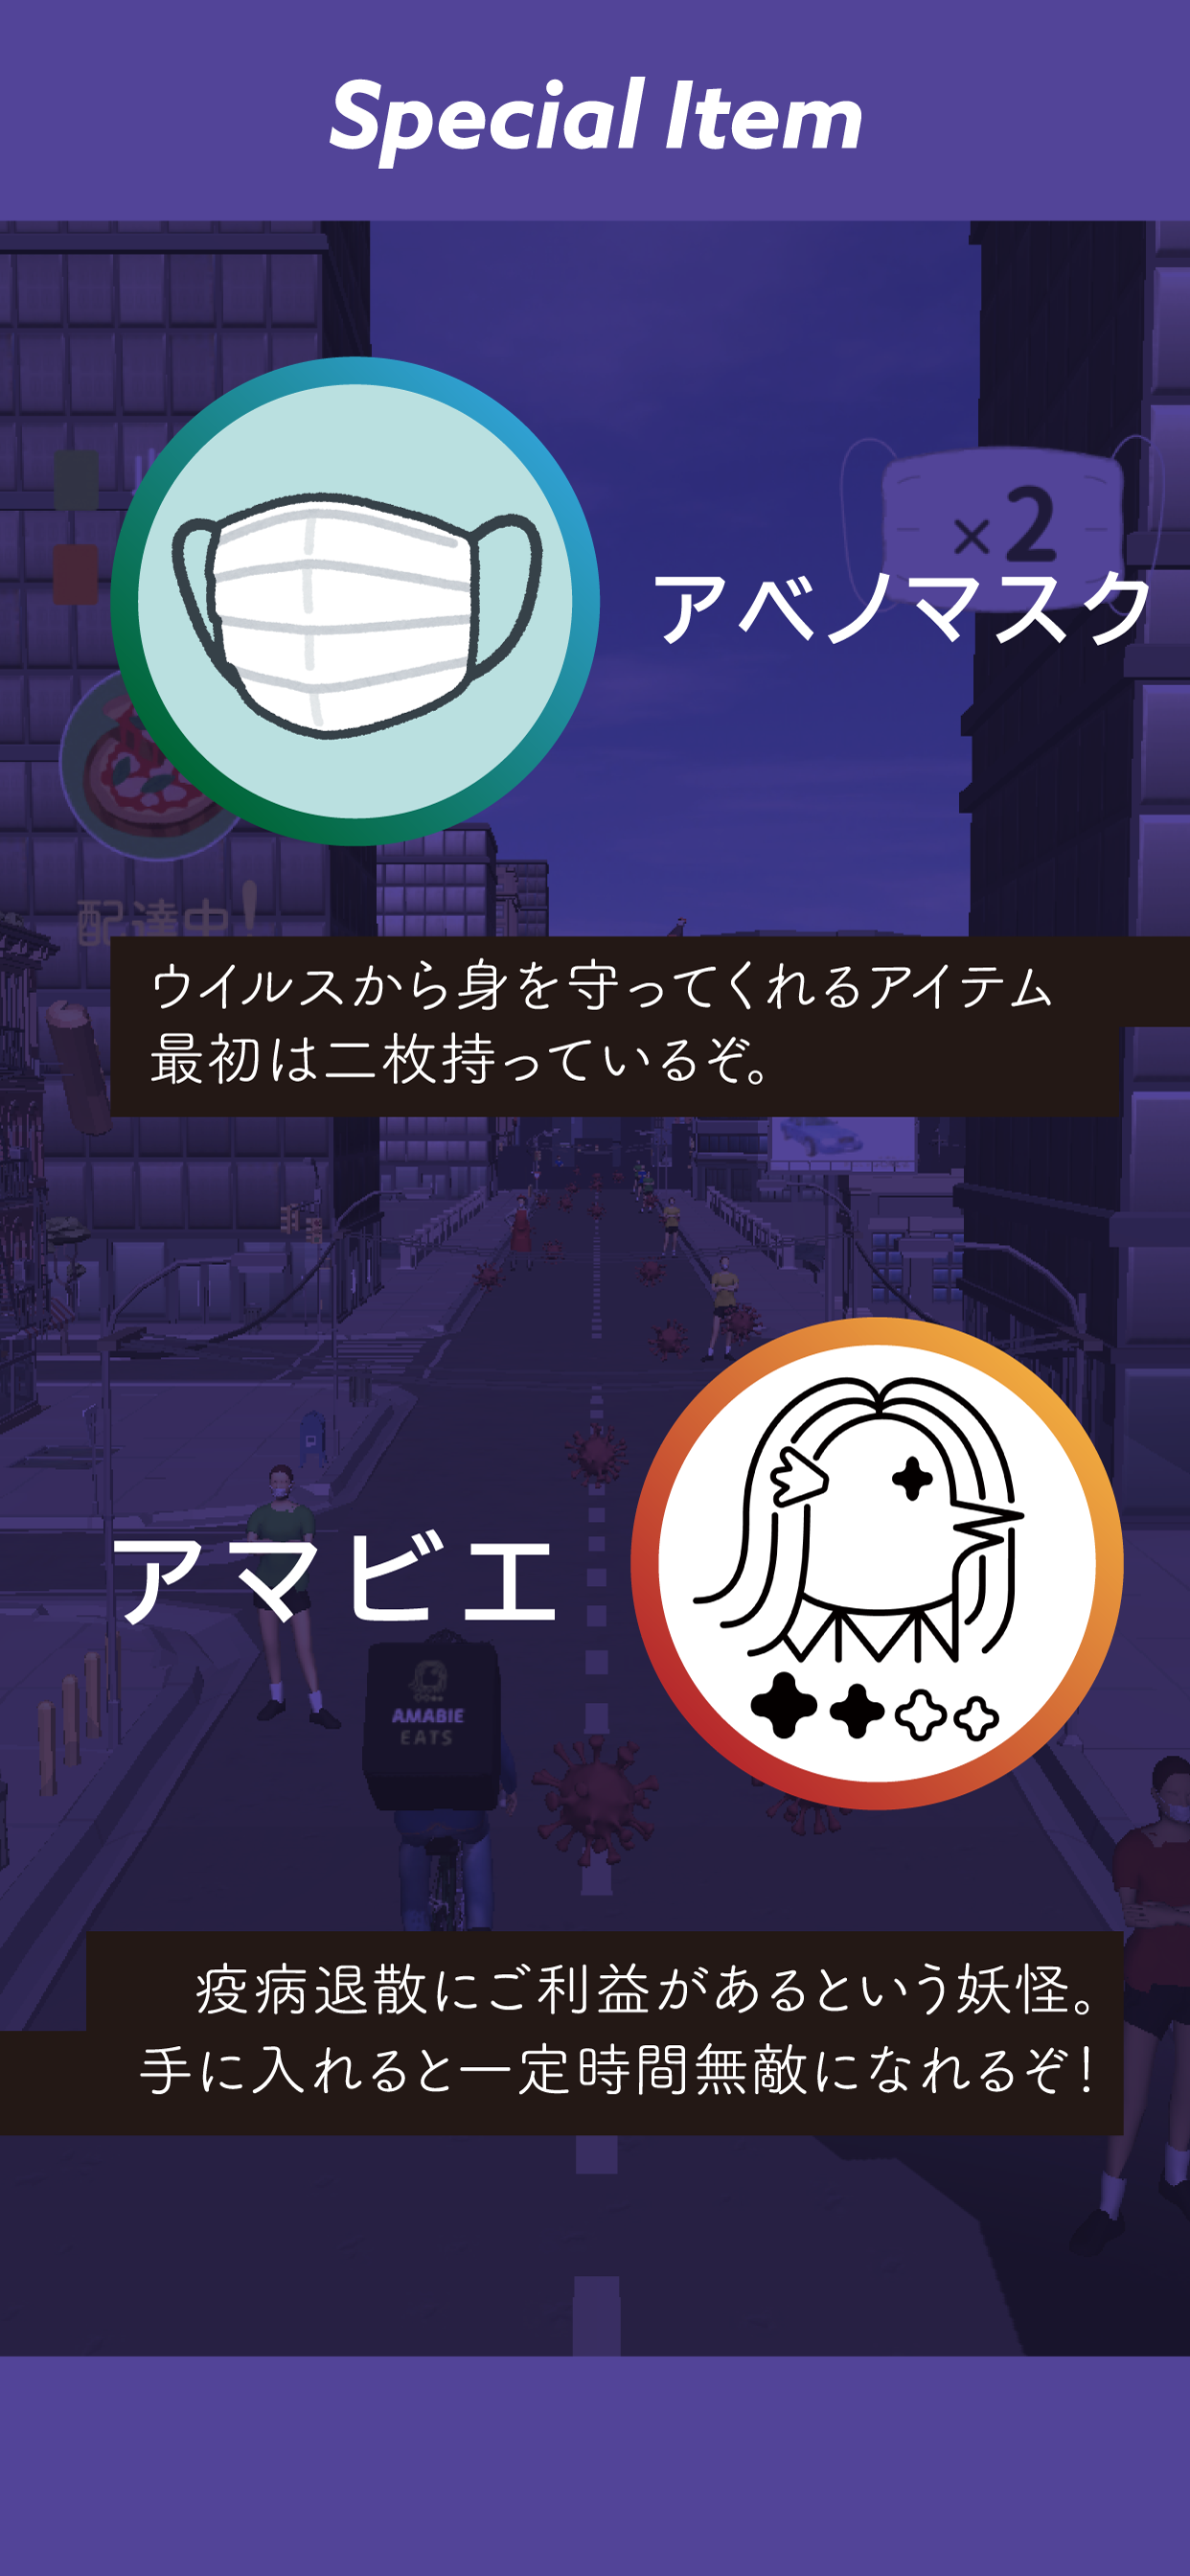 Special Item
×2
アベノマスク
配達中!
ウイルスから身を守ってくれるアイテム
最初は二枚持っているぞ。
アマビエ
AMABIE
EATS
疫病退散にご利益があるという妖怪。
手に入れると一定時間無敵になれるぞ!